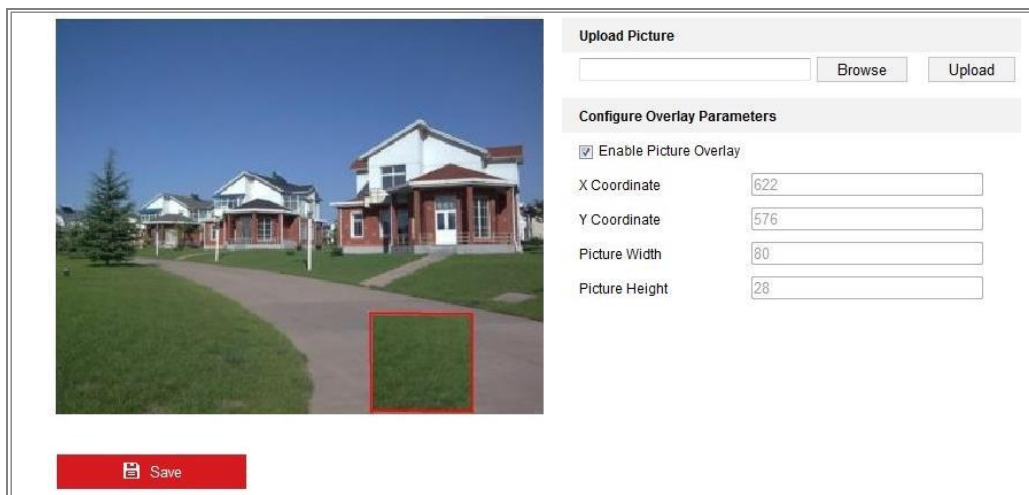 Upload Picture
Browse Upload
Configure Overlay Parameters
Enable Picture Overlay
X Coordinate 622
Y Coordinate 576
Picture Width 80
Picture Height 28
Save